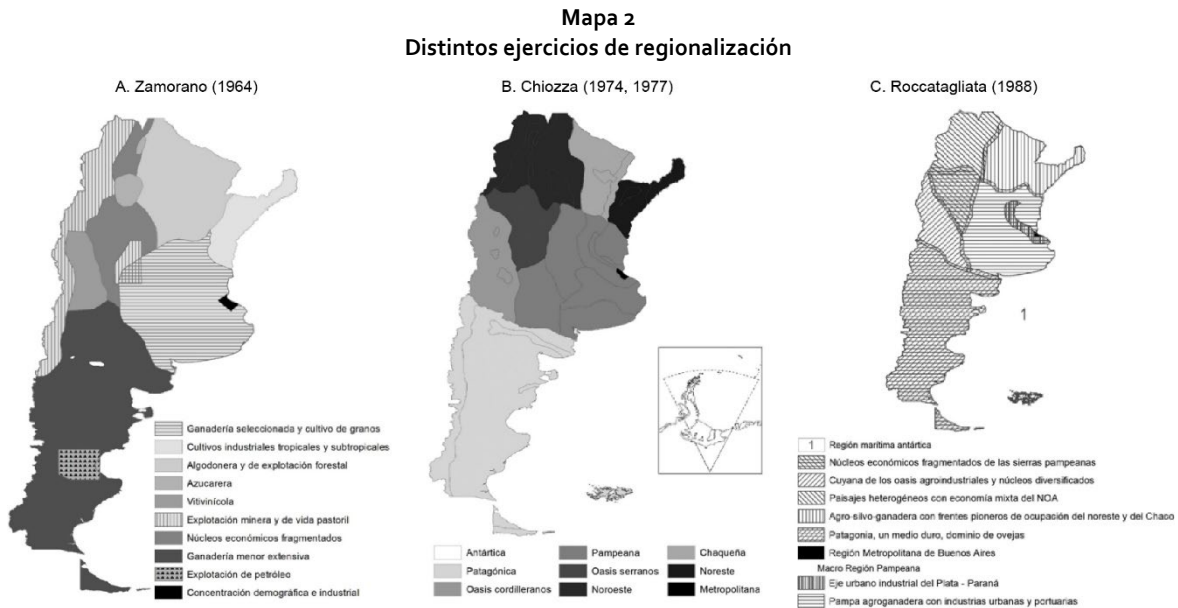 Mapa 2
Distintos ejercicios de regionalización
A. Zamorano (1964)
Ganadería seleccionada y cultivo de granos
Cultivos industriales tropicales y subtropicales
Algodonera y de explotación forestal
Azucarera
Vitivinícola
Explotación minera y de vida pastoril
Núcleos económicos fragmentados
Ganadería menor extensiva
Explotación de petróleo
Concentración demográfica e industrial
B. Chiozza (1974, 1977)
Antártica
Patagónica
Oasis cordilleranos
Pampeana
Oasis serranos
Noroeste
Chaqueña
Noreste
Metropolitana
C. Roccatagliata (1988)
1
1 Región marítima antártica
Núcleos económicos fragmentados de las sierras pampeanas
Cuyana de los oasis agroindustriales y núcleos diversificados
Paisajes heterogéneos con economía mixta del NOA
Agro-silvo-ganadera con frentes pioneros de ocupación del noreste y del Chaco
Patagonia, un medio duro, dominio de ovejas
Región Metropolitana de Buenos Aires
Macro Región Pampeana
Eje urbano industrial del Plata - Paraná
Pampa agroganadera con industrias urbanas y portuarias